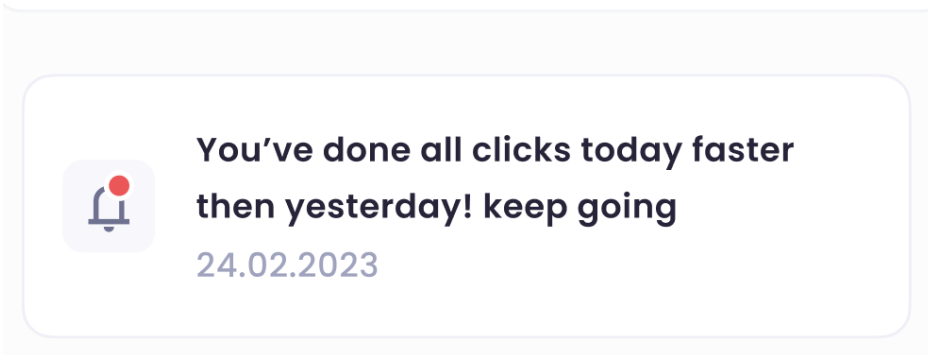 You’ve done all clicks today faster
then yesterday! keep going
24.02.2023